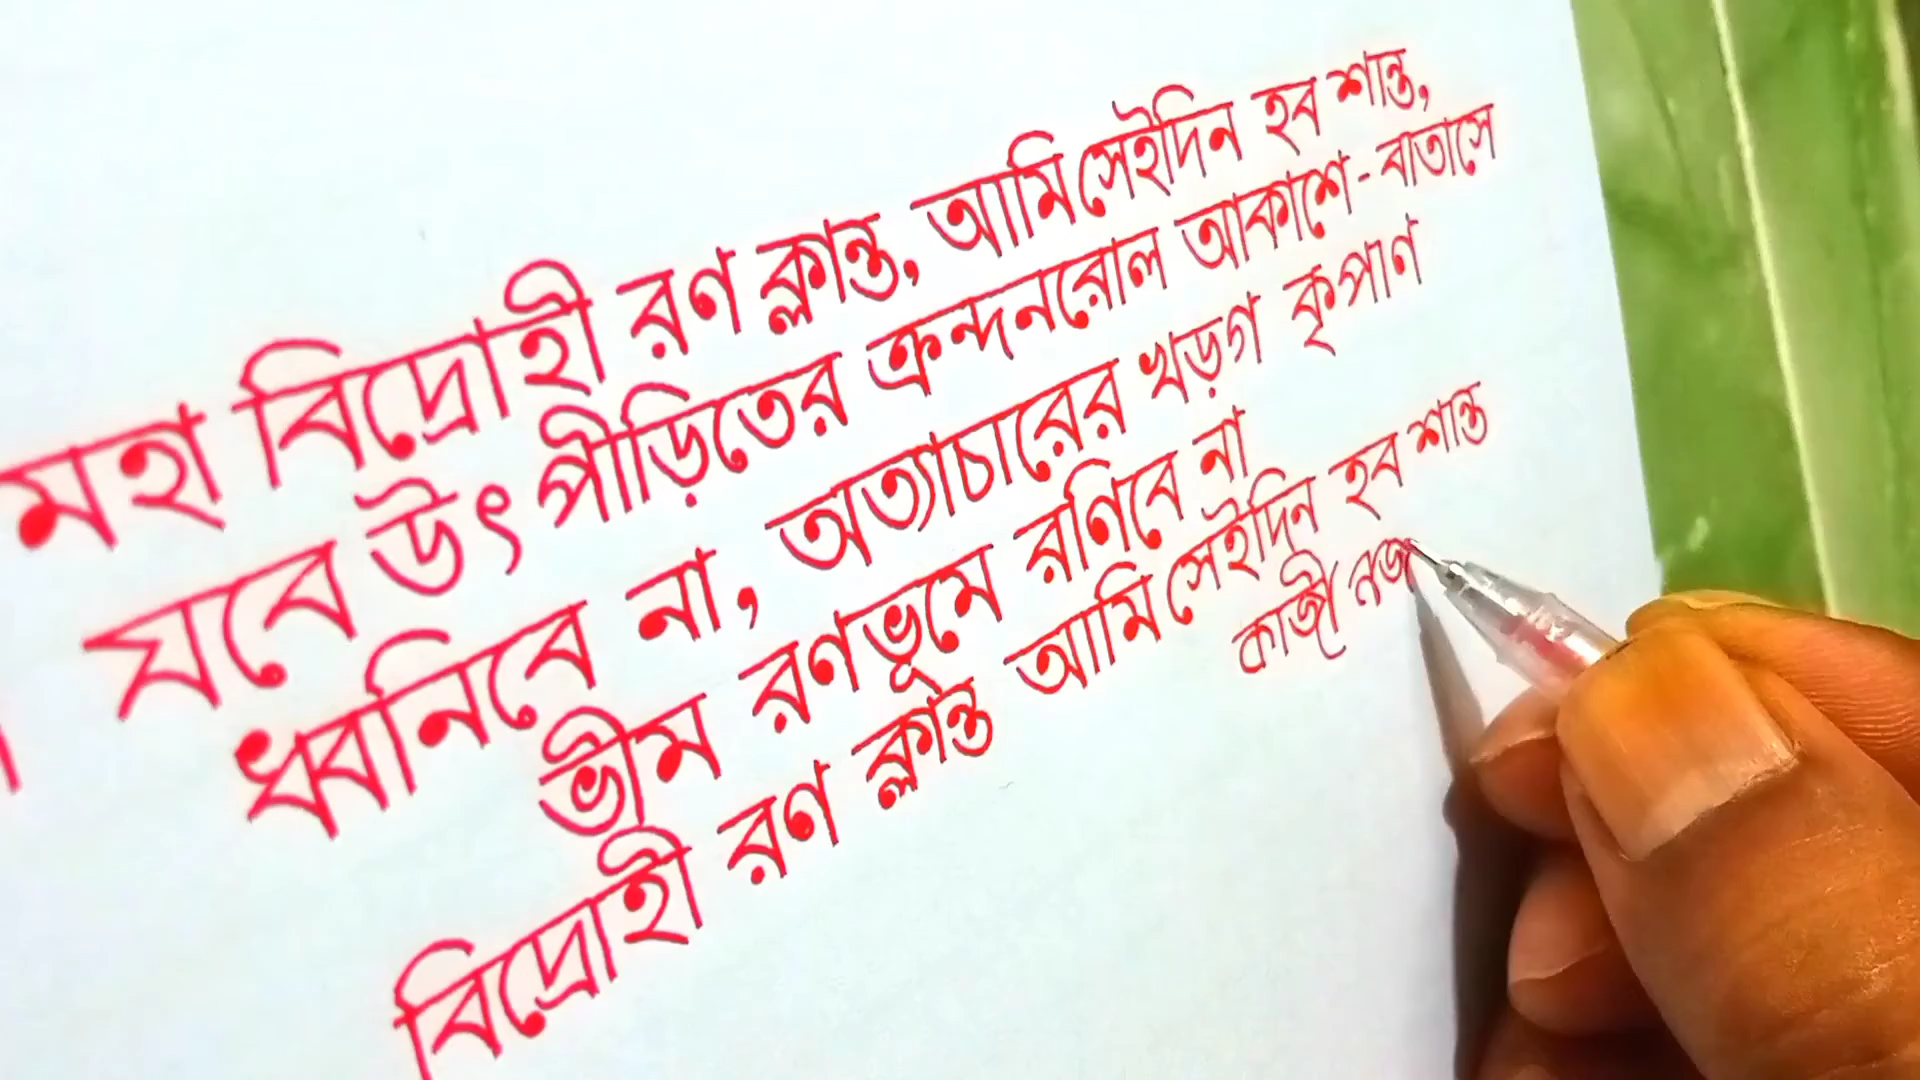 মহা বিদ্রোহী রণ ক্লান্ত, আমি সেইদিন হব শান্ত,
যবে উৎপীড়িতের ক্রন্দনরোল আকাশে-বাতাসে
ধ্বনিবে না, অত্যাচারের খড়গ কৃপাণ
ভীম রণভূমে রণিবে না
বিদ্রোহী রণ ক্লান্ত আমি সেইদিন হব শান্ত
কাজী নজ